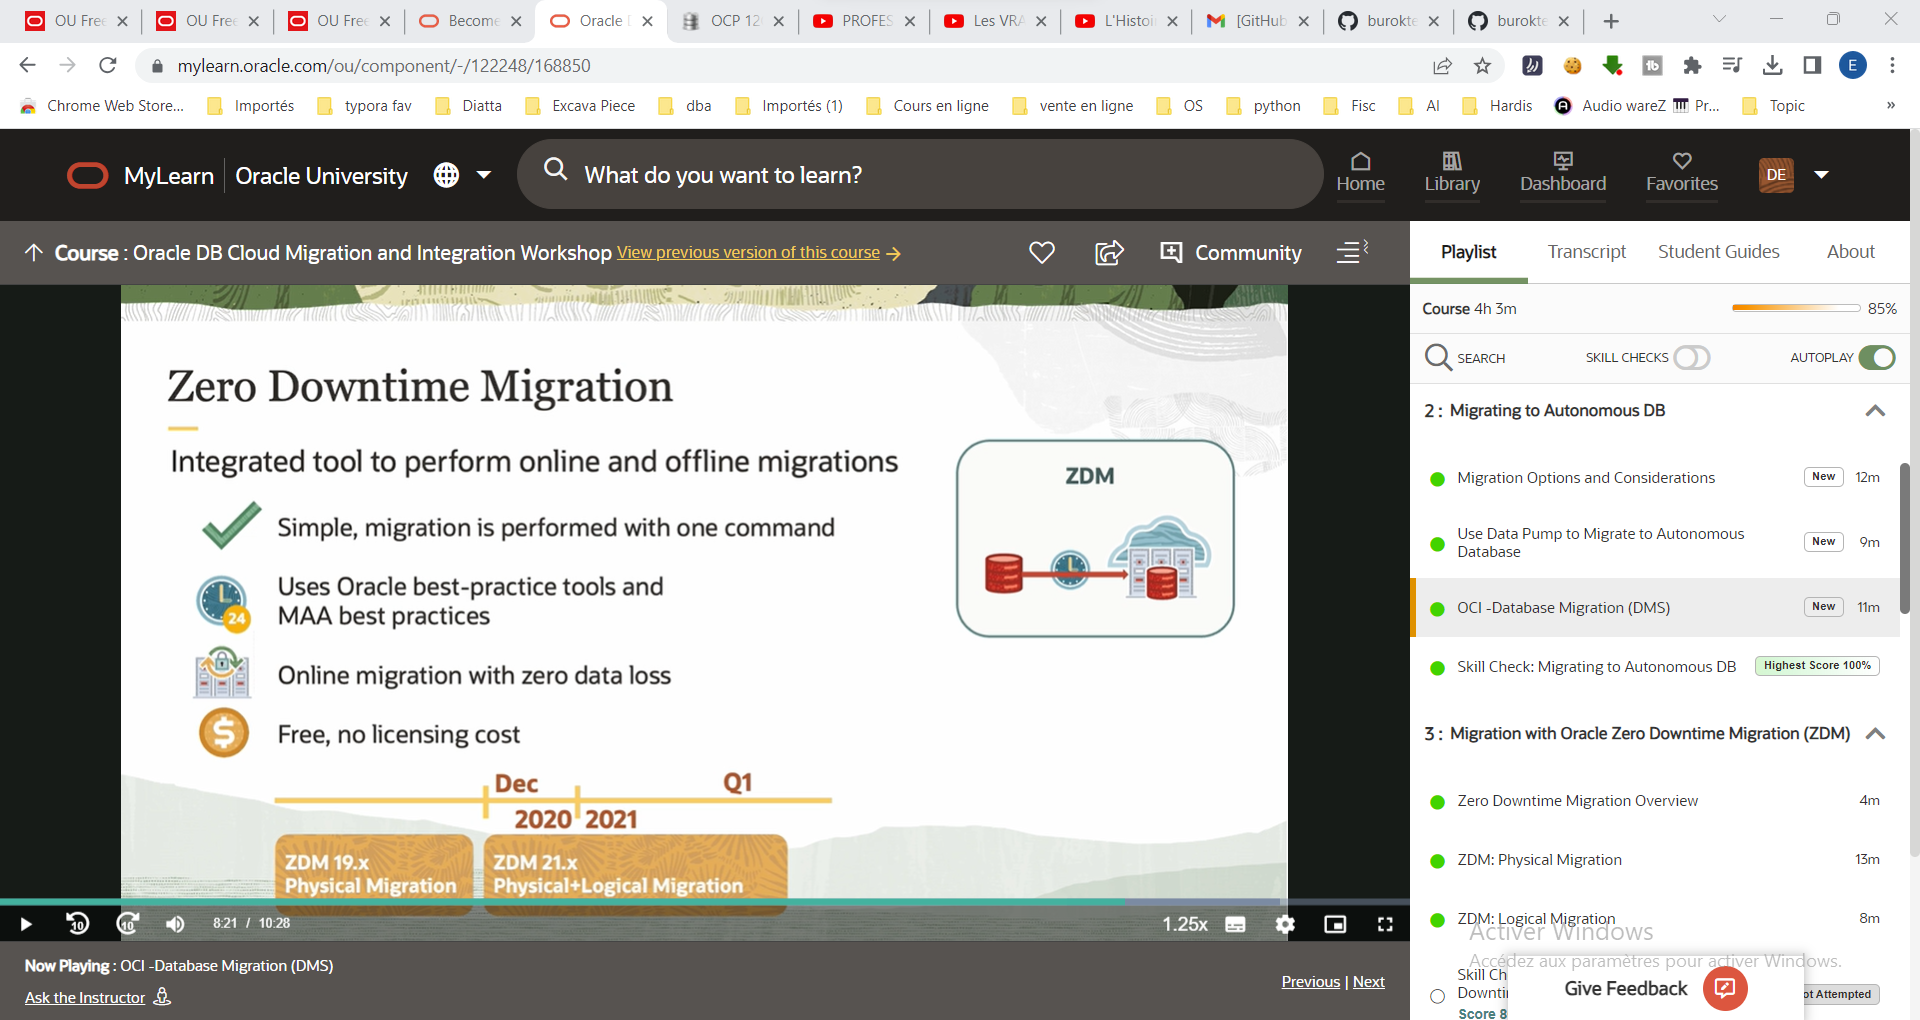 OU Free
OU Free
OU Free
Become
Oracle
OCP 12
PROFES
Les VRA
L'Histoi
[GitHub
burokte
burokte
mylearn.oracle.com/ou/component/-/122248/168850
E
Chrome Web Store...
Importés
typora fav
Diatta
Excava Piece
dba
Importés (1)
Cours en ligne
vente en ligne
OS
python
Fisc
AI
Hardis
Audio wareZ
Pr...
Topic
»
MyLearn
Oracle University
What do you want to learn?
Home
Library
Dashboard
Favorites
DE
Course : Oracle DB Cloud Migration and Integration Workshop View previous version of this course →
Community
Zero Downtime Migration
Integrated tool to perform online and offline migrations
Simple, migration is performed with one command
Uses Oracle best-practice tools and
MAA best practices
24
Online migration with zero data loss
Free, no licensing cost
ZDM
Dec
Q1
2020
2021
ZDM 19.x
Physical Migration
ZDM 21.x
Physical+Logical Migration
10
10
8:21 / 10:28
1.25x
Now Playing : OCI -Database Migration (DMS)
Ask the Instructor
Previous | Next
Playlist
Transcript
Student Guides
About
Course 4h 3m
85%
SEARCH
SKILL CHECKS
AUTOPLAY
2 : Migrating to Autonomous DB
Migration Options and Considerations
New
12m
Use Data Pump to Migrate to Autonomous
Database
New
9m
OCI -Database Migration (DMS)
New
11m
Skill Check: Migrating to Autonomous DB
Highest Score 100%
3 : Migration with Oracle Zero Downtime Migration (ZDM)
Zero Downtime Migration Overview
4m
ZDM: Physical Migration
13m
ZDM: Logical Migration
8m
Activer Windows
Accédez aux paramètres pour activer Windows.
Skill Ch
Downti
Score 8
Give Feedback
ot Attempted